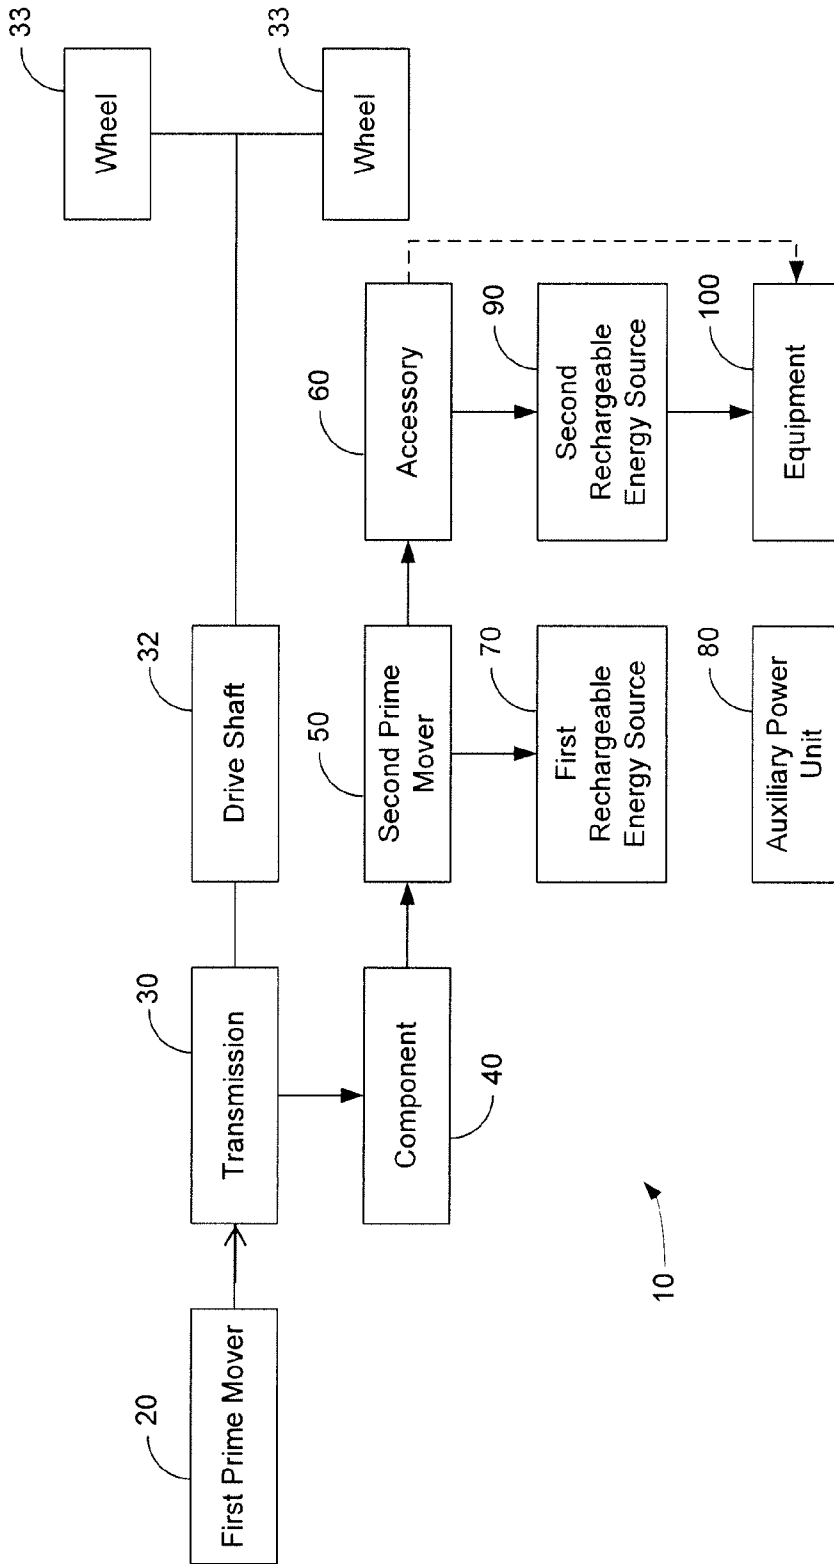 33
Wheel
33
Wheel
32
Drive Shaft
30
Transmission
20
First Prime Mover
40
Component
50
Second Prime
Mover
60
Accessory
70
First
Rechargeable
Energy Source
90
Second
Rechargeable
Energy Source
80
Auxiliary Power
Unit
100
Equipment
10